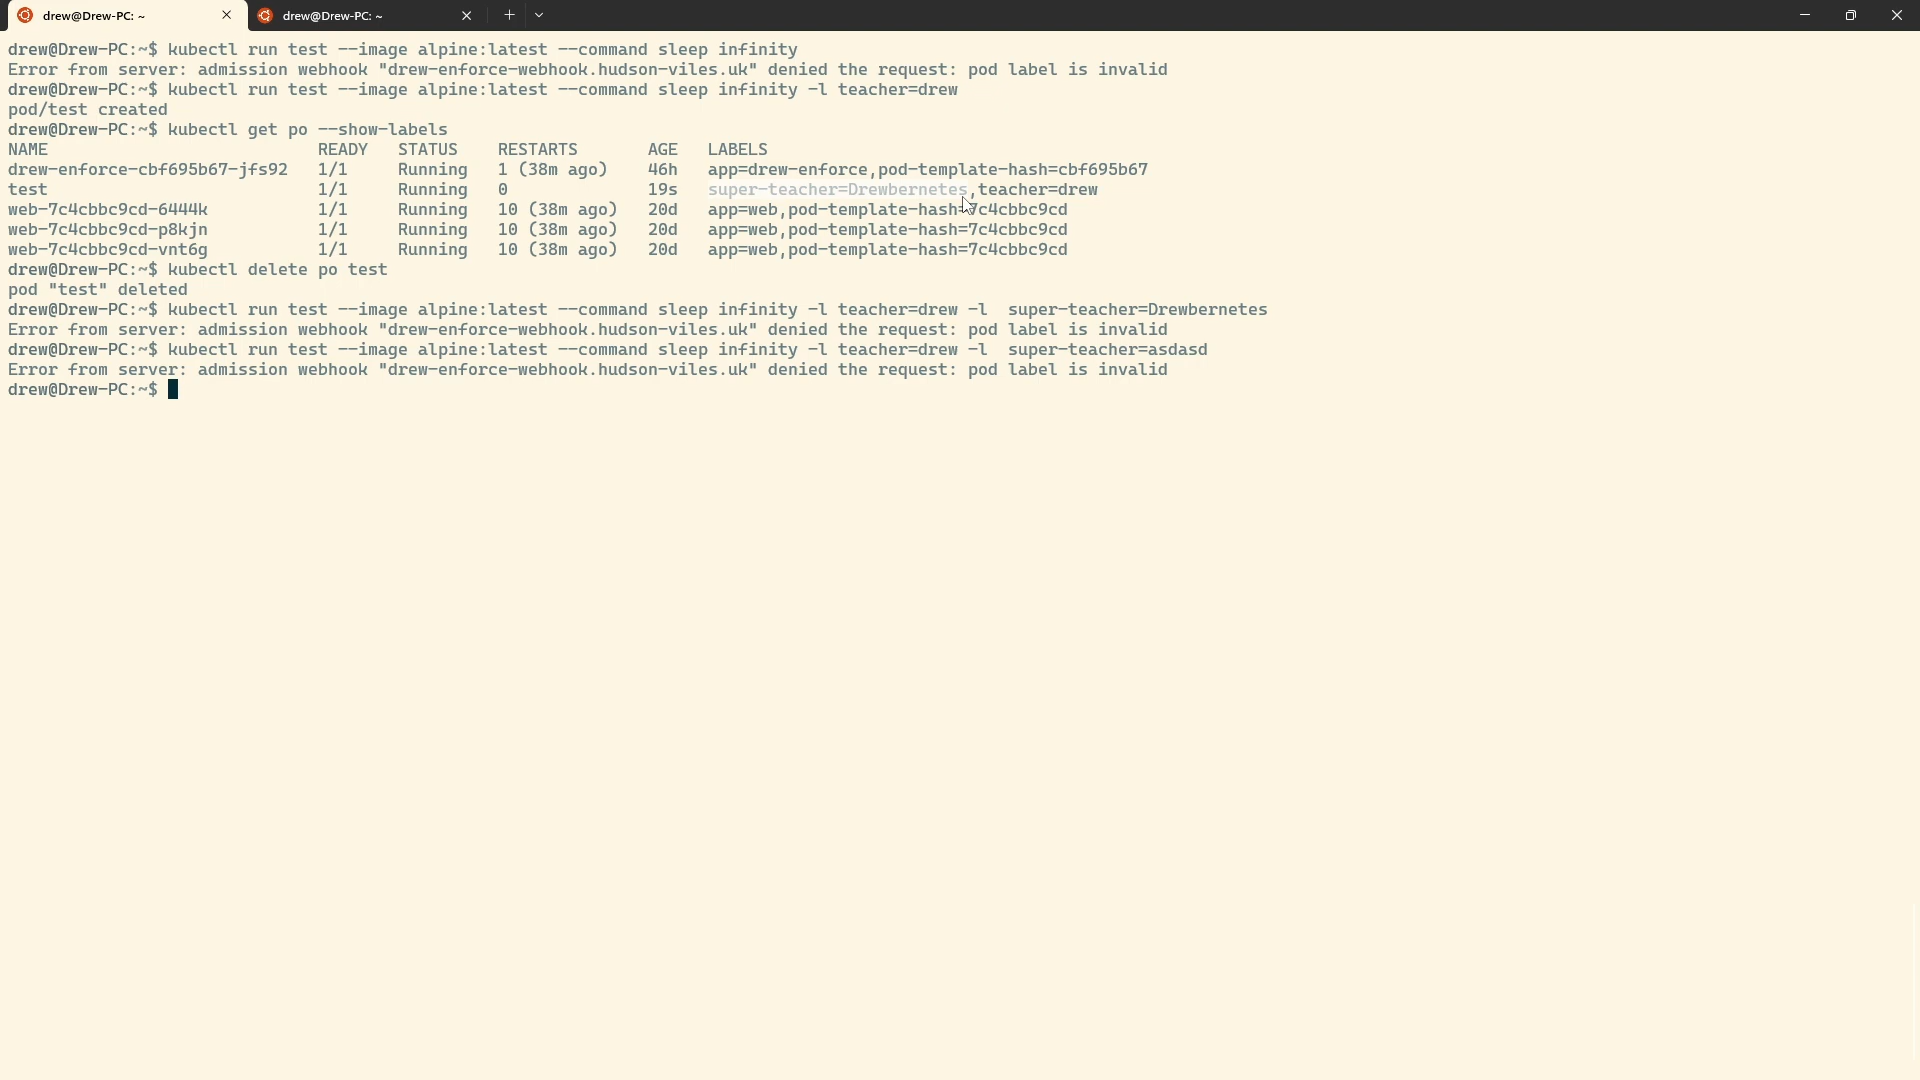 drew@Drew-PC: ~ drew@Drew-PC: ~
drew@Drew-PC:~$ kubectl run test --image alpine:latest --command sleep infinity
Error from server: admission webhook "drew-enforce-webhook.hudson-viles.uk" denied the request: pod label is invalid
drew@Drew-PC:~$ kubectl run test --image alpine:latest --command sleep infinity -l teacher=drew
pod/test created
drew@Drew-PC:~$ kubectl get po --show-labels
NAME                           READY   STATUS    RESTARTS       AGE   LABELS
drew-enforce-cbf695b67-jfs92   1/1     Running   1 (38m ago)    46h   app=drew-enforce,pod-template-hash=cbf695b67
test                           1/1     Running   0              19s   super-teacher=Drewbernetes,teacher=drew
web-7c4cbbc9cd-6444k           1/1     Running   10 (38m ago)   20d   app=web,pod-template-hash=7c4cbbc9cd
web-7c4cbbc9cd-p8kjn           1/1     Running   10 (38m ago)   20d   app=web,pod-template-hash=7c4cbbc9cd
web-7c4cbbc9cd-vnt6g           1/1     Running   10 (38m ago)   20d   app=web,pod-template-hash=7c4cbbc9cd
drew@Drew-PC:~$ kubectl delete po test
pod "test" deleted
drew@Drew-PC:~$ kubectl run test --image alpine:latest --command sleep infinity -l teacher=drew -l  super-teacher=Drewbernetes
Error from server: admission webhook "drew-enforce-webhook.hudson-viles.uk" denied the request: pod label is invalid
drew@Drew-PC:~$ kubectl run test --image alpine:latest --command sleep infinity -l teacher=drew -l  super-teacher=asdasd
Error from server: admission webhook "drew-enforce-webhook.hudson-viles.uk" denied the request: pod label is invalid
drew@Drew-PC:~$